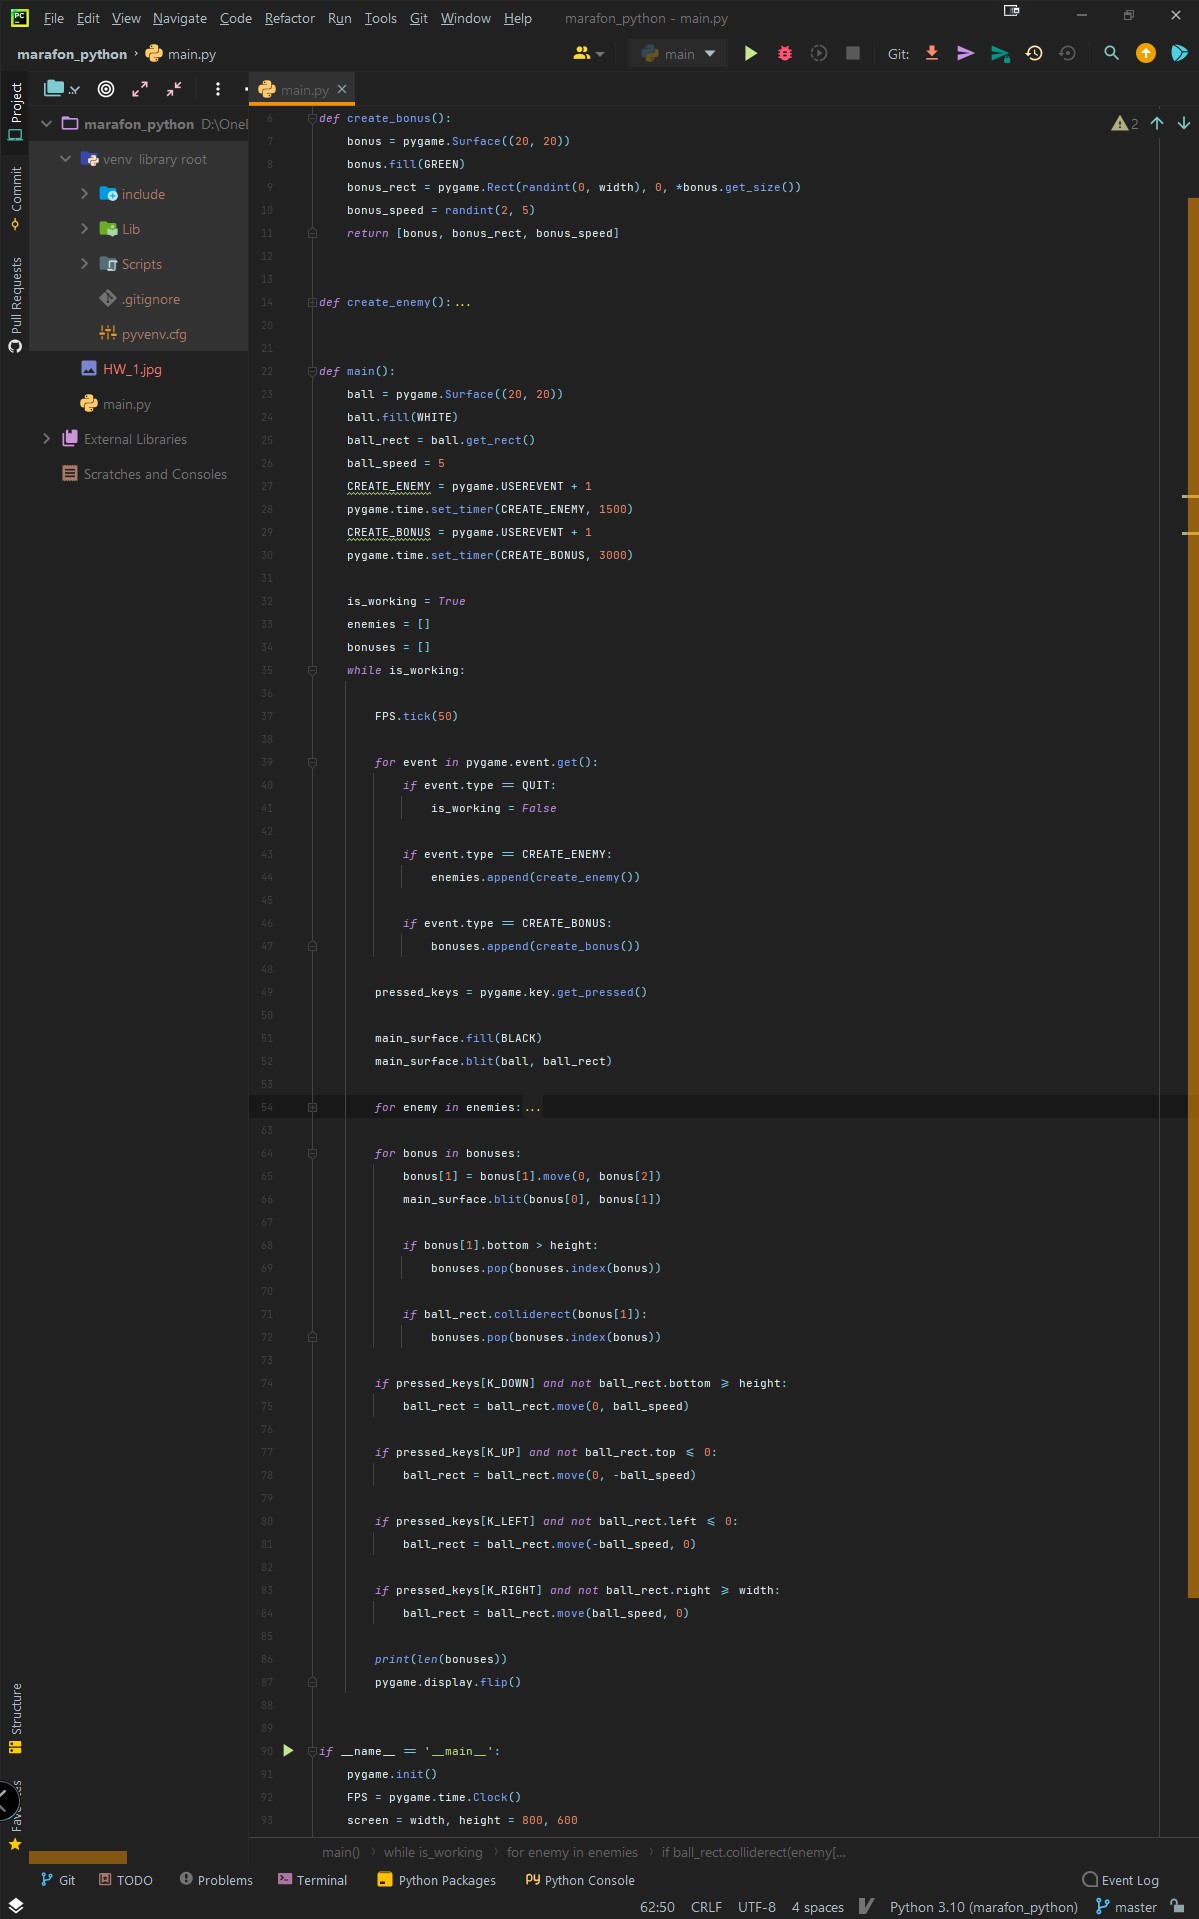 PC File Edit View Navigate Code Refactor Run Tools Git Window Help marafon_python - main.py
marafon_python main.py main Git:
main.py
Project
marafon_python D:\One
venv library root
include
Lib
Scripts
.gitignore
pyvenv.cfg
HW_1.jpg
main.py
External Libraries
Scratches and Consoles
Commit
Pull Requests
Structure
2
6 def create_bonus():
7 bonus = pygame.Surface((20, 20))
8 bonus.fill(GREEN)
9 bonus_rect = pygame.Rect(randint(0, width), 0, *bonus.get_size())
10 bonus_speed = randint(2, 5)
11 return [bonus, bonus_rect, bonus_speed]
12
13
14 def create_enemy():...
20
21
22 def main():
23 ball = pygame.Surface((20, 20))
24 ball.fill(WHITE)
25 ball_rect = ball.get_rect()
26 ball_speed = 5
27 CREATE_ENEMY = pygame.USEREVENT + 1
28 pygame.time.set_timer(CREATE_ENEMY, 1500)
29 CREATE_BONUS = pygame.USEREVENT + 1
30 pygame.time.set_timer(CREATE_BONUS, 3000)
31
32 is_working = True
33 enemies = []
34 bonuses = []
35 while is_working:
36
37 FPS.tick(50)
38
39 for event in pygame.event.get():
40 if event.type == QUIT:
41 is_working = False
42
43 if event.type == CREATE_ENEMY:
44 enemies.append(create_enemy())
45
46 if event.type == CREATE_BONUS:
47 bonuses.append(create_bonus())
48
49 pressed_keys = pygame.key.get_pressed()
50
51 main_surface.fill(BLACK)
52 main_surface.blit(ball, ball_rect)
53
54 for enemy in enemies:...
63
64 for bonus in bonuses:
65 bonus[1] = bonus[1].move(0, bonus[2])
66 main_surface.blit(bonus[0], bonus[1])
67
68 if bonus[1].bottom > height:
69 bonuses.pop(bonuses.index(bonus))
70
71 if ball_rect.colliderect(bonus[1]):
72 bonuses.pop(bonuses.index(bonus))
73
74 if pressed_keys[K_DOWN] and not ball_rect.bottom >= height:
75 ball_rect = ball_rect.move(0, ball_speed)
76
77 if pressed_keys[K_UP] and not ball_rect.top <= 0:
78 ball_rect = ball_rect.move(0, -ball_speed)
79
80 if pressed_keys[K_LEFT] and not ball_rect.left <= 0:
81 ball_rect = ball_rect.move(-ball_speed, 0)
82
83 if pressed_keys[K_RIGHT] and not ball_rect.right >= width:
84 ball_rect = ball_rect.move(ball_speed, 0)
85
86 print(len(bonuses))
87 pygame.display.flip()
88
89
90 if __name__ == '__main__':
91 pygame.init()
92 FPS = pygame.time.Clock()
93 screen = width, height = 800, 600
main() while is_working for enemy in enemies if ball_rect.colliderect(enemy[...
Git TODO Problems Terminal Python Packages Python Console Event Log
62:50 CRLF UTF-8 4 spaces Python 3.10 (marafon_python) master